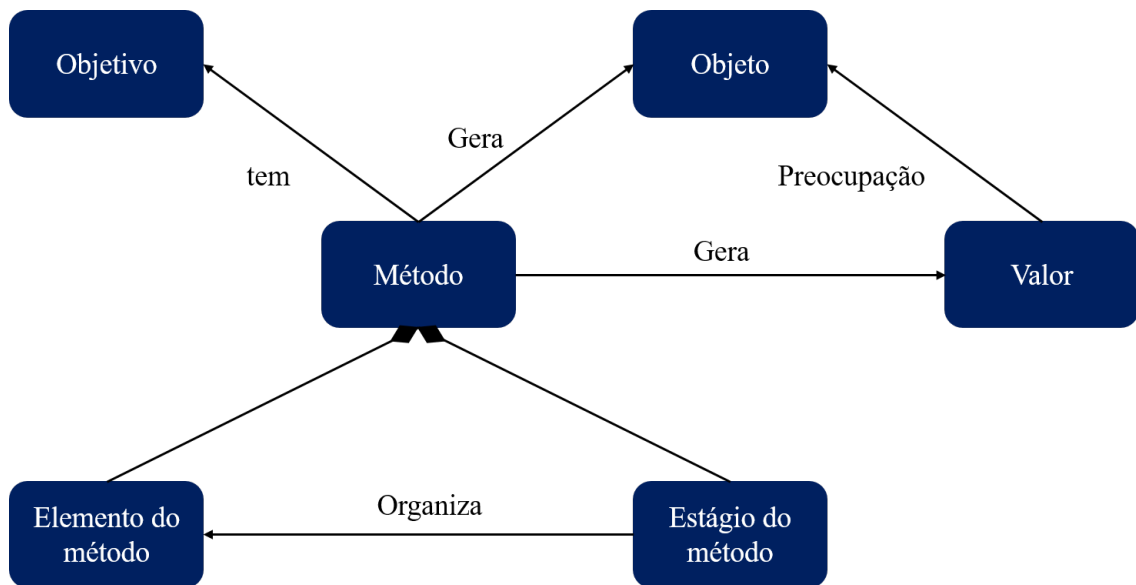 Objetivo
Objeto
Gera
tem
Preocupação
Método
Gera
Valor
Elemento do
método
Organiza
Estágio do
método